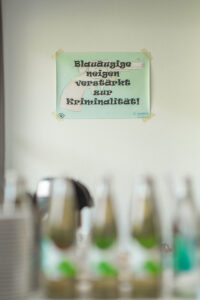 Blauäugige
neigen
verstärkt
zur
Kriminalität!